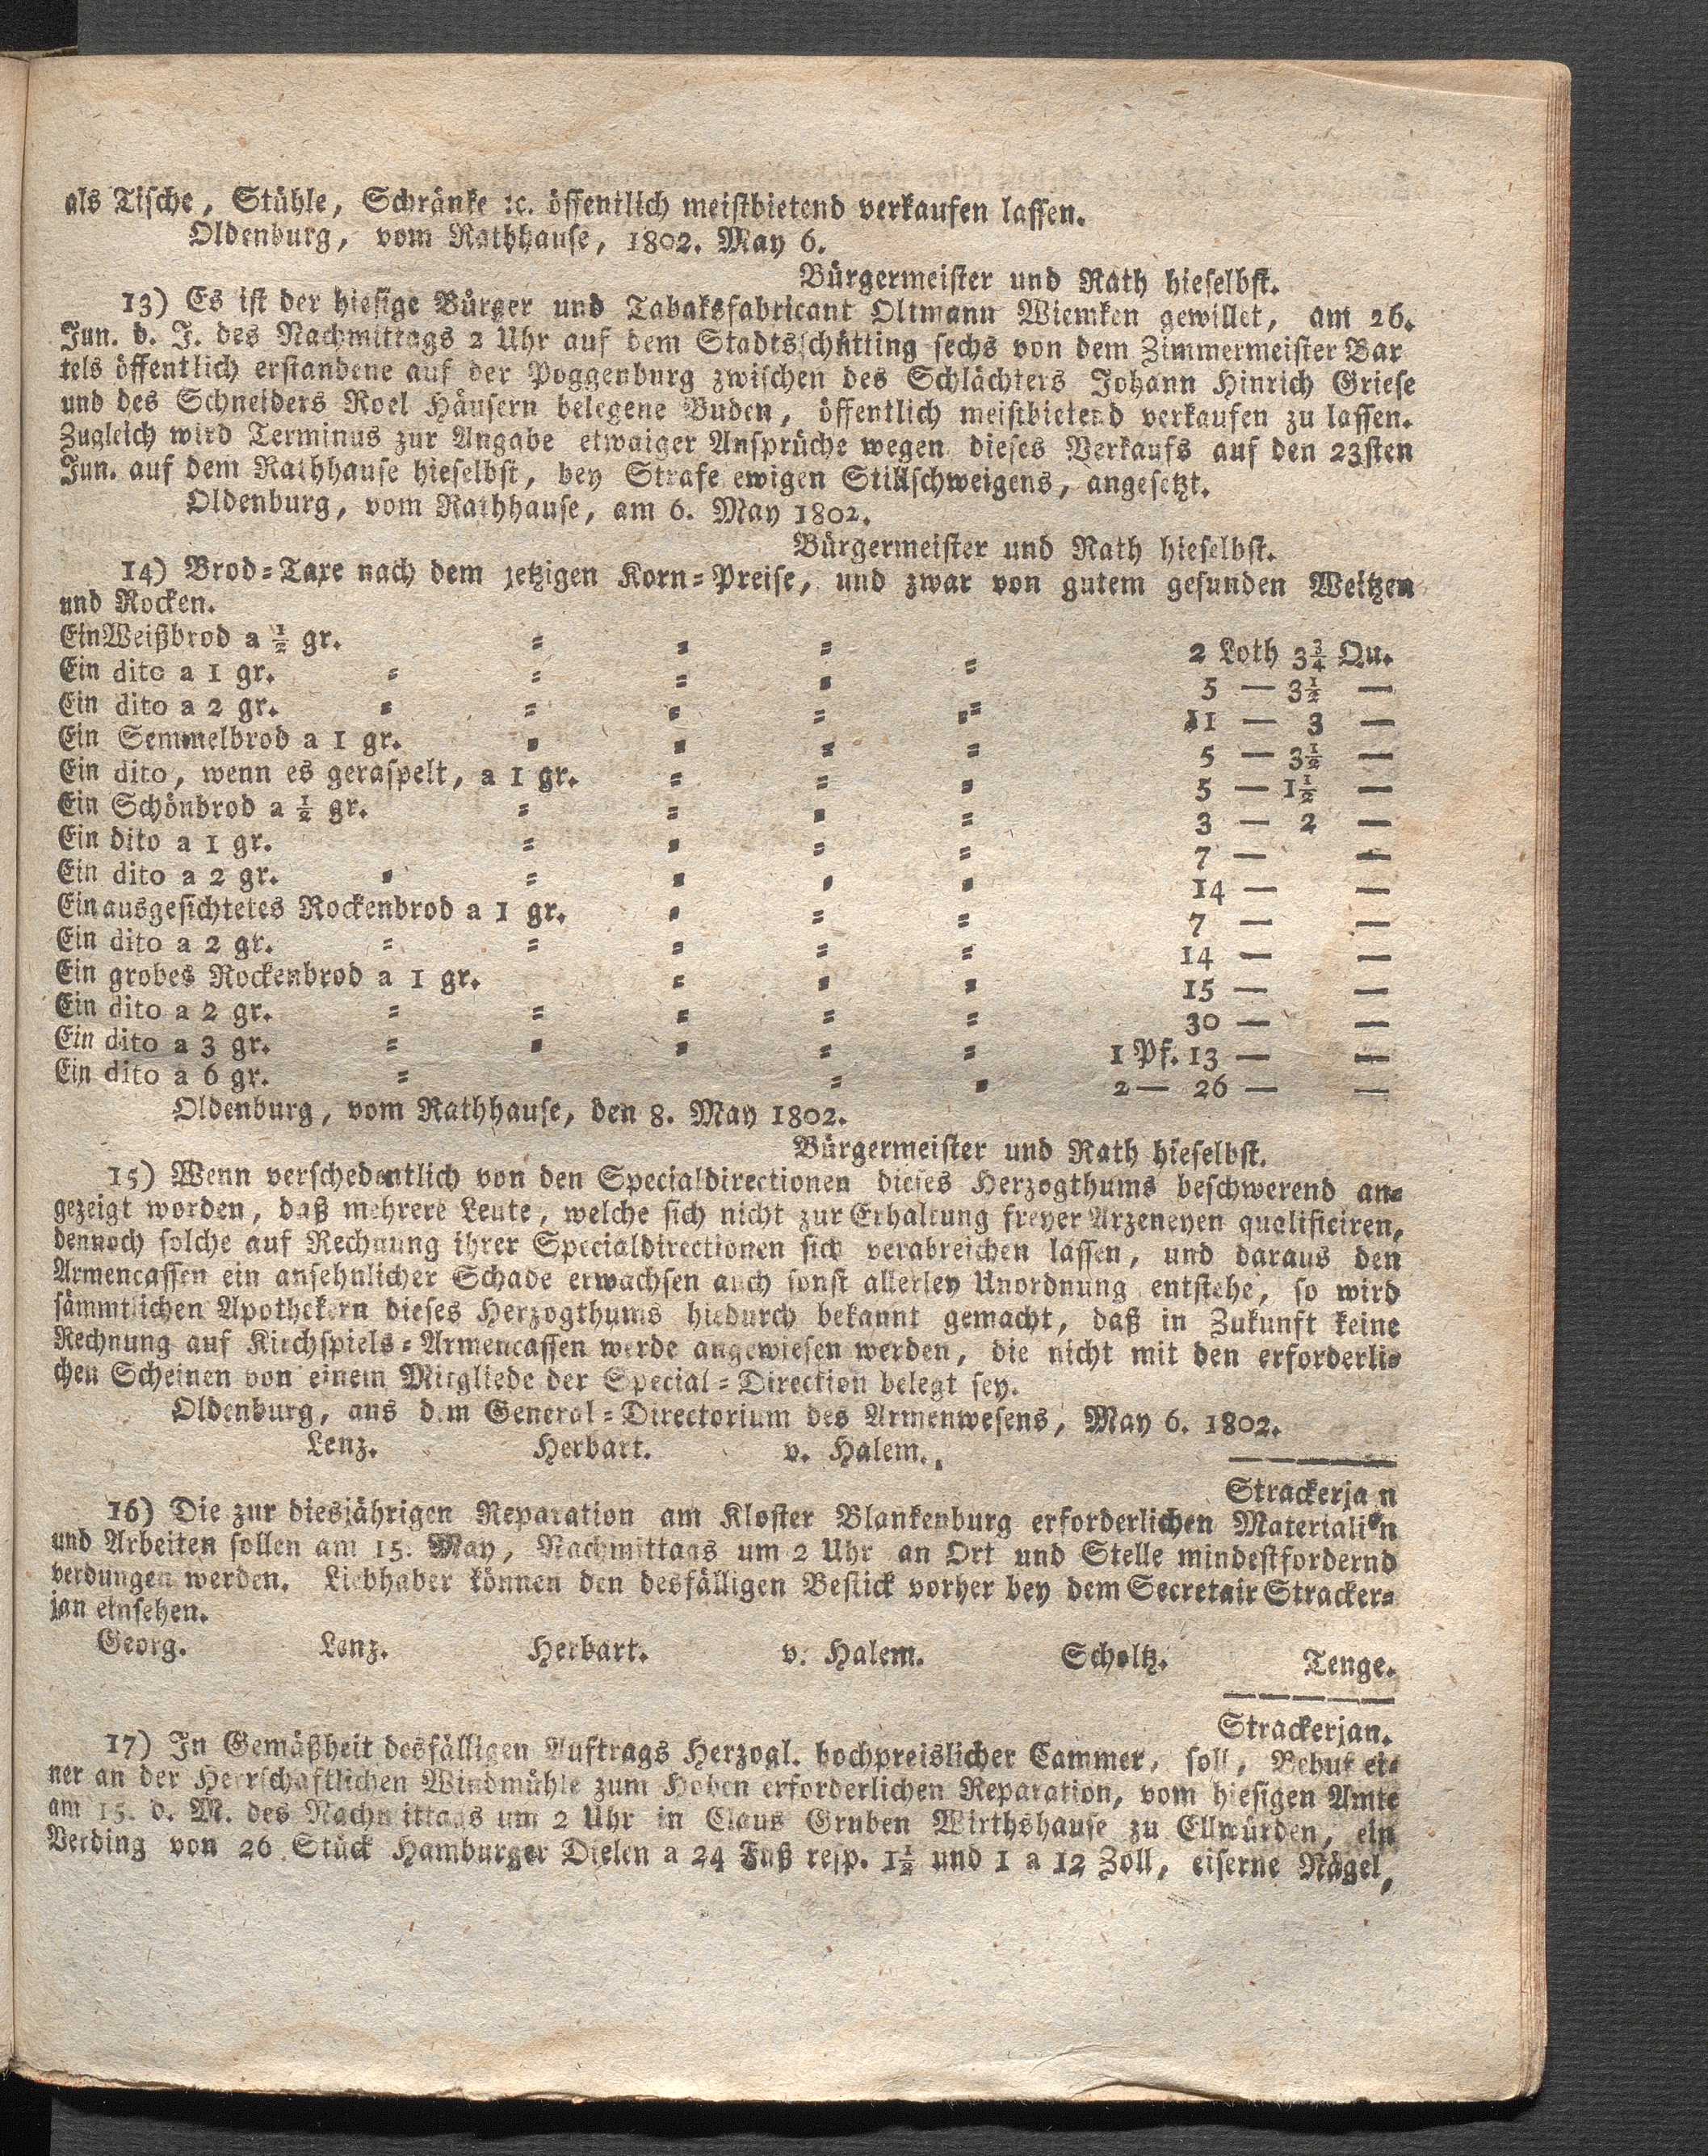 als Tische, Stühle, Schränke ꝛc. öffentlich meistbietend verkaufen lassen.
Oldenburg, vom Rathhause, 1802. May 6.
Bürgermeister und Rath hieselbst.
13) Es ist der hiesige Bürger und Tabaksfabricant Oltmann Wiemken gewillet, am 26.
Jun. d. J. des Nachmittags 2 Uhr auf dem Stadtsschütting sechs von dem Zimmermeister Bar
tels öffentlich erstandene auf der Poggenburg zwischen des Schlächters Johann Hinrich Griese
und des Schneiders Roel Häusern belegene Buden, öffentlich meistbietend verkaufen zu lassen.
Zugleich wird Terminus zur Angabe etwaiger Ansprüche wegen dieses Verkaufs auf den 23sten
Jun. auf dem Rathhause hieselbst, bey Strafe ewigen Stillschweigens, angesetzt.
Oldenburg, vom Rathhause, am 6. May 1802.
Bürgermeister und Rath hieselbst.
14) Brod=Taxe nach dem jetzigen Korn=Preise, und zwar von gutem gesunden Weitzen
und Rocken.
Ein Weißbrod a ½ gr. = = = 2 Loth 3¾ Qu.
Ein dito a 1 gr. = = = = = 5 — 3½ —
Ein dito a 2 gr. = = = = = 11 — 3 —
Ein Semmelbrod a 1 gr. = = = = 5 — 3½ —
Ein dito, wenn es geraspelt, a 1 gr. = = = 5 — 1½ —
Ein Schönbrod a ½ gr. = = = = 3 — 2 —
Ein dito a 1 gr. = = = = 7 — —
Ein dito a 2 gr. = = = = = 14 — —
Ein ausgesichtetes Rockenbrod a 1 gr. = = = 7 — —
Ein dito a 2 gr. = = = = = 14 — —
Ein grobes Rockenbrod a 1 gr. = = = 15 — —
Ein dito a 2 gr. = = = = = 30 — —
Ein dito a 3 gr. = = = = = 1 Pf. 13 — —
Ein dito a 6 gr. = = = 2 — 26 — —
Oldenburg, vom Rathhause, den 8. May 1802.
Bürgermeister und Rath hieselbst.
15) Wenn verschedentlich von den Specialdirectionen dieses Herzogthums beschwerend an=
gezeigt worden, daß mehrere Leute, welche sich nicht zur Erhaltung freyer Arzeneyen qualificiren,
dennoch solche auf Rechnung ihrer Specialdirectionen sich verabreichen lassen, und daraus den
Armencassen ein ansehnlicher Schade erwachsen auch sonst allerley Unordnung entstehe, so wird
sämmtlichen Apothekern dieses Herzogthums hiedurch bekannt gemacht, daß in Zukunft keine
Rechnung auf Kirchspiels=Armencassen werde angewiesen werden, die nicht mit den erforderli=
chen Scheinen von einem Mitgliede der Special=Direction belegt sey.
Oldenburg, aus dem General=Directorium des Armenwesens, May 6. 1802.
Lenz. Herbart. v. Halem.
Strackerjan
16) Die zur diesjährigen Reparation am Kloster Blankenburg erforderlichen Materialien
und Arbeiten sollen am 15. May, Nachmittags um 2 Uhr an Ort und Stelle mindestfordernd
verdungen werden. Liebhaber können den desfälligen Bestick vorher bey dem Secretair Stracker=
jan einsehen.
Georg. Lenz. Herbart. v. Halem. Scholtz. Tenge.
Strackerjan.
17) In Gemäßheit desfälligen Auftrags Herzogl. hochpreislicher Cammer, soll, Behuf ei=
ner an der Herrschaftlichen Windmühle zum Hoben erforderlichen Reparation, vom hiesigen Amte
am 15. d. M. des Nachmittags um 2 Uhr in Claus Gruben Wirthshause zu Ellwürden, ein
Verding von 26 Stück Hamburger Dielen a 24 Fuß resp. 1½ und 1 a 12 Zoll, eiserne Nägel,